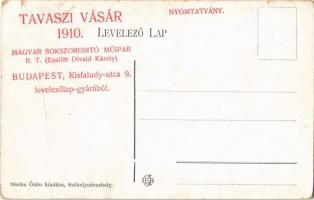 TAVASZI VÁSÁR
NYOMTATVÁNY.
1910. LEVELEZŐ LAP
MAGYAR SOKSZOROSITÓ MŰIPAR
R. T. (Ezelőtt Divald Károly)
BUDAPEST, Kisfaludy-utca 9.
levelezőlap-gyárából.
Sterba Ödön kiadása, Székelyudvarhely.